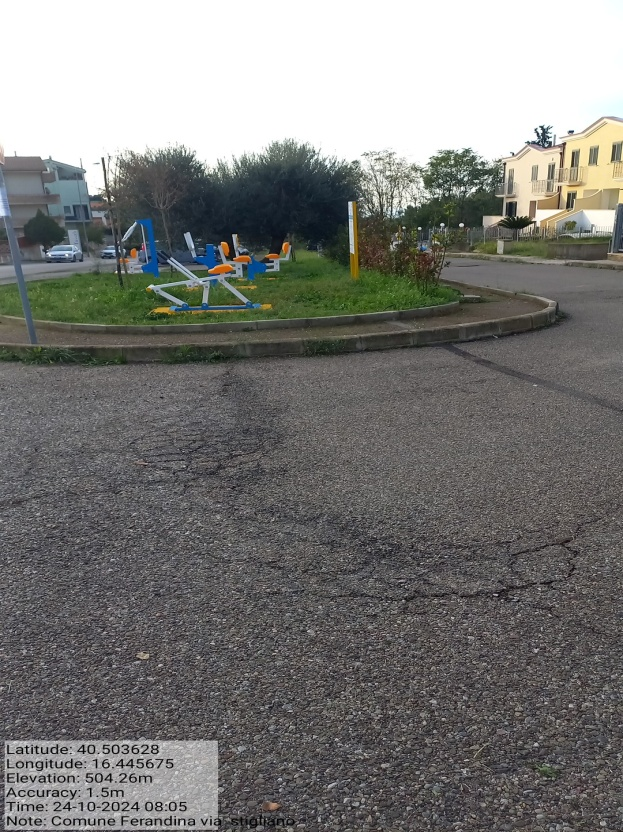 Latitude: 40.503628
Longitude: 16.445675
Elevation: 504.26m
Accuracy: 1.5m
Time: 24-10-2024 08:05
Note: Comune Ferandina via stigliano